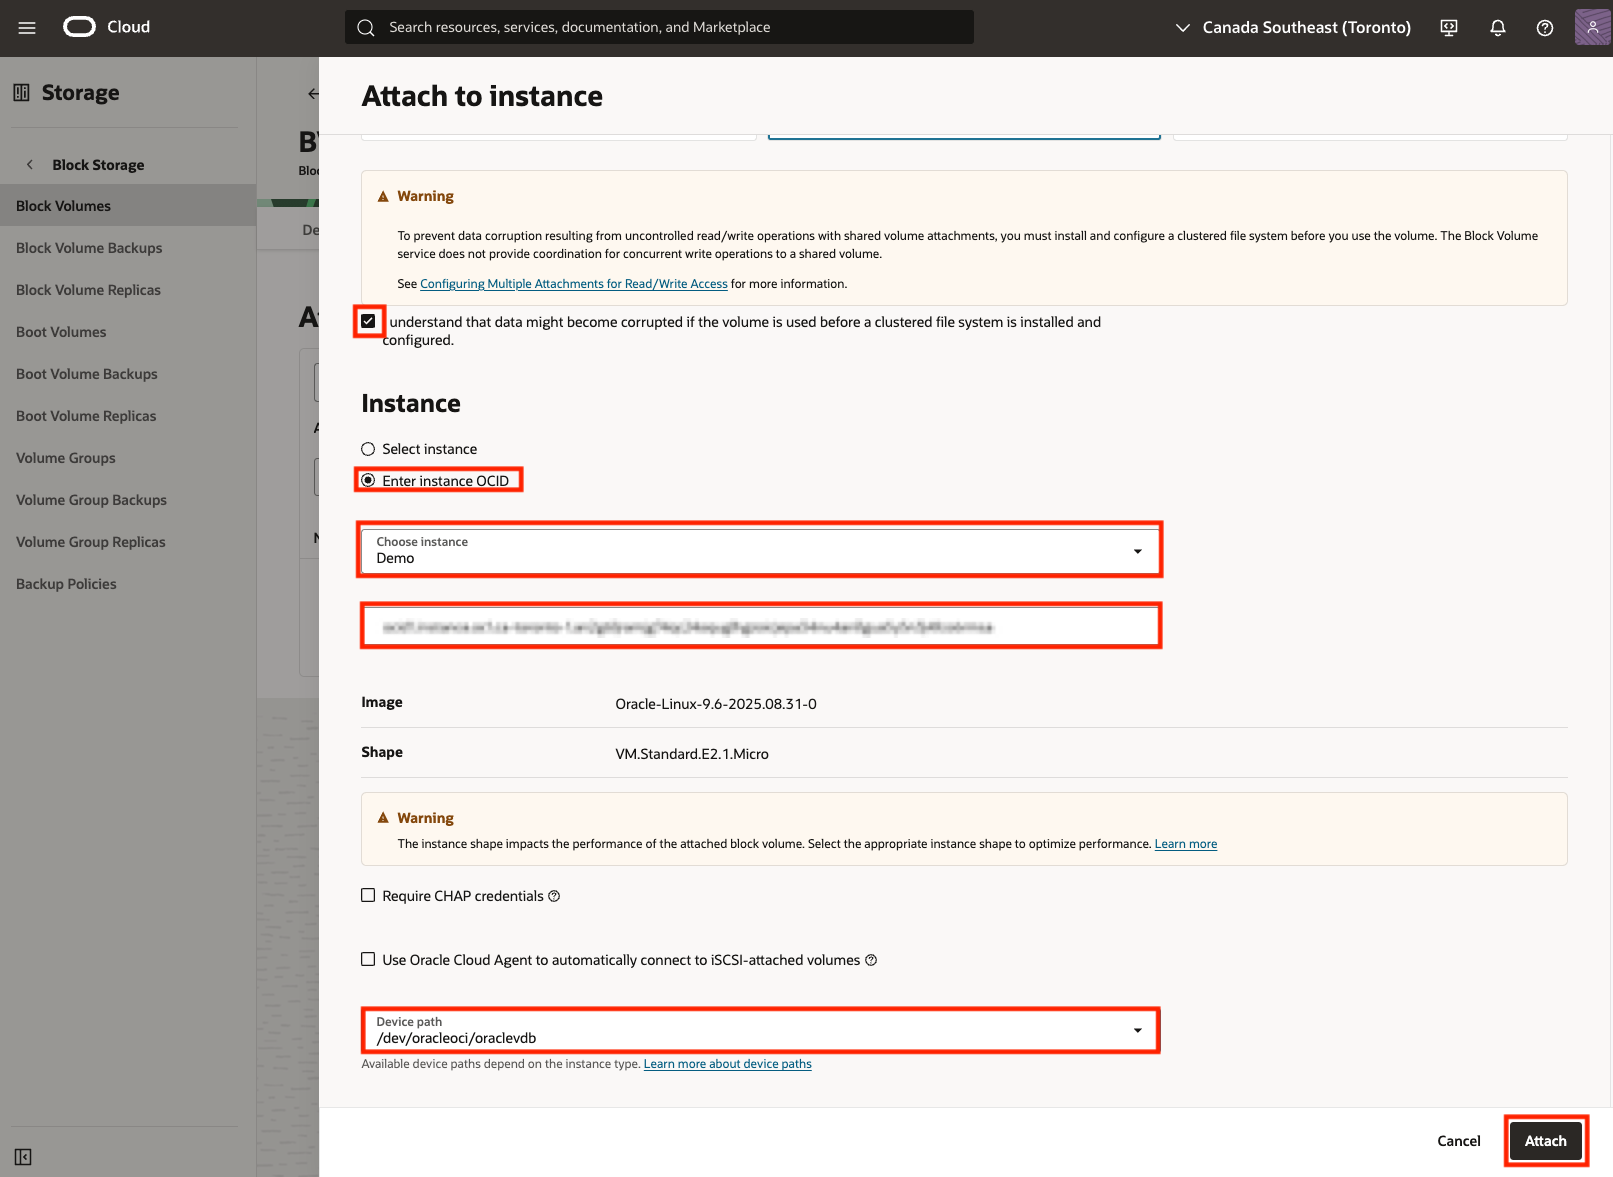 Cloud
Search resources, services, documentation, and Marketplace
Canada Southeast (Toronto)
Storage
Block Storage
Block Volumes
Block Volume Backups
Block Volume Replicas
Boot Volumes
Boot Volume Backups
Boot Volume Replicas
Volume Groups
Volume Group Backups
Volume Group Replicas
Backup Policies
Attach to instance
Warning
To prevent data corruption resulting from uncontrolled read/write operations with shared volume attachments, you must install and configure a clustered file system before you use the volume. The Block Volume
service does not provide coordination for concurrent write operations to a shared volume.
See Configuring Multiple Attachments for Read/Write Access for more information.
understand that data might become corrupted if the volume is used before a clustered file system is installed and
configured.
Instance
Select instance
Enter instance OCID
Choose instance
Demo
Image
Oracle-Linux-9.6-2025.08.31-0
Shape
VM.Standard.E2.1.Micro
Warning
The instance shape impacts the performance of the attached block volume. Select the appropriate instance shape to optimize performance. Learn more
Require CHAP credentials
Use Oracle Cloud Agent to automatically connect to iSCSI-attached volumes
Device path
/dev/oracleoci/oraclevdb
Available device paths depend on the instance type. Learn more about device paths
Cancel
Attach